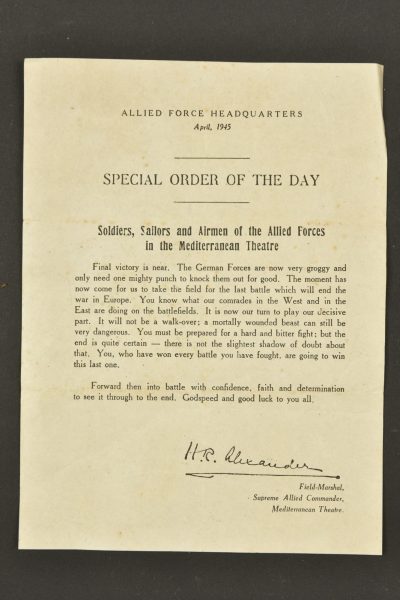 ALLIED FORCE HEADQUARTERS
April, 1945
SPECIAL ORDER OF THE DAY
Soldiers, Sailors and Airmen of the Allied Forces
in the Mediterranean Theatre
Final victory is near. The German Forces are now very groggy and
only need one mighty punch to knock them out for good. The moment has
now come for us to take the field for the last battle which will end the
war in Europe. You know what our comrades in the West and in the
East are doing on the battlefields. It is now our turn to play our decisive
part. It will not be a walk-over; a mortally wounded beast can still be
very dangerous. You must be prepared for a hard and bitter fight; but the
end is quite certain — there is not the slightest shadow of doubt about
that. You, who have won every battle you have fought, are going to win
this last one.
Forward then into battle with confidence, faith and determination
to see it through to the end. Godspeed and good luck to you all.
H.R. Alexander
Field-Marshal,
Supreme Allied Commander,
Mediterranean Theatre.